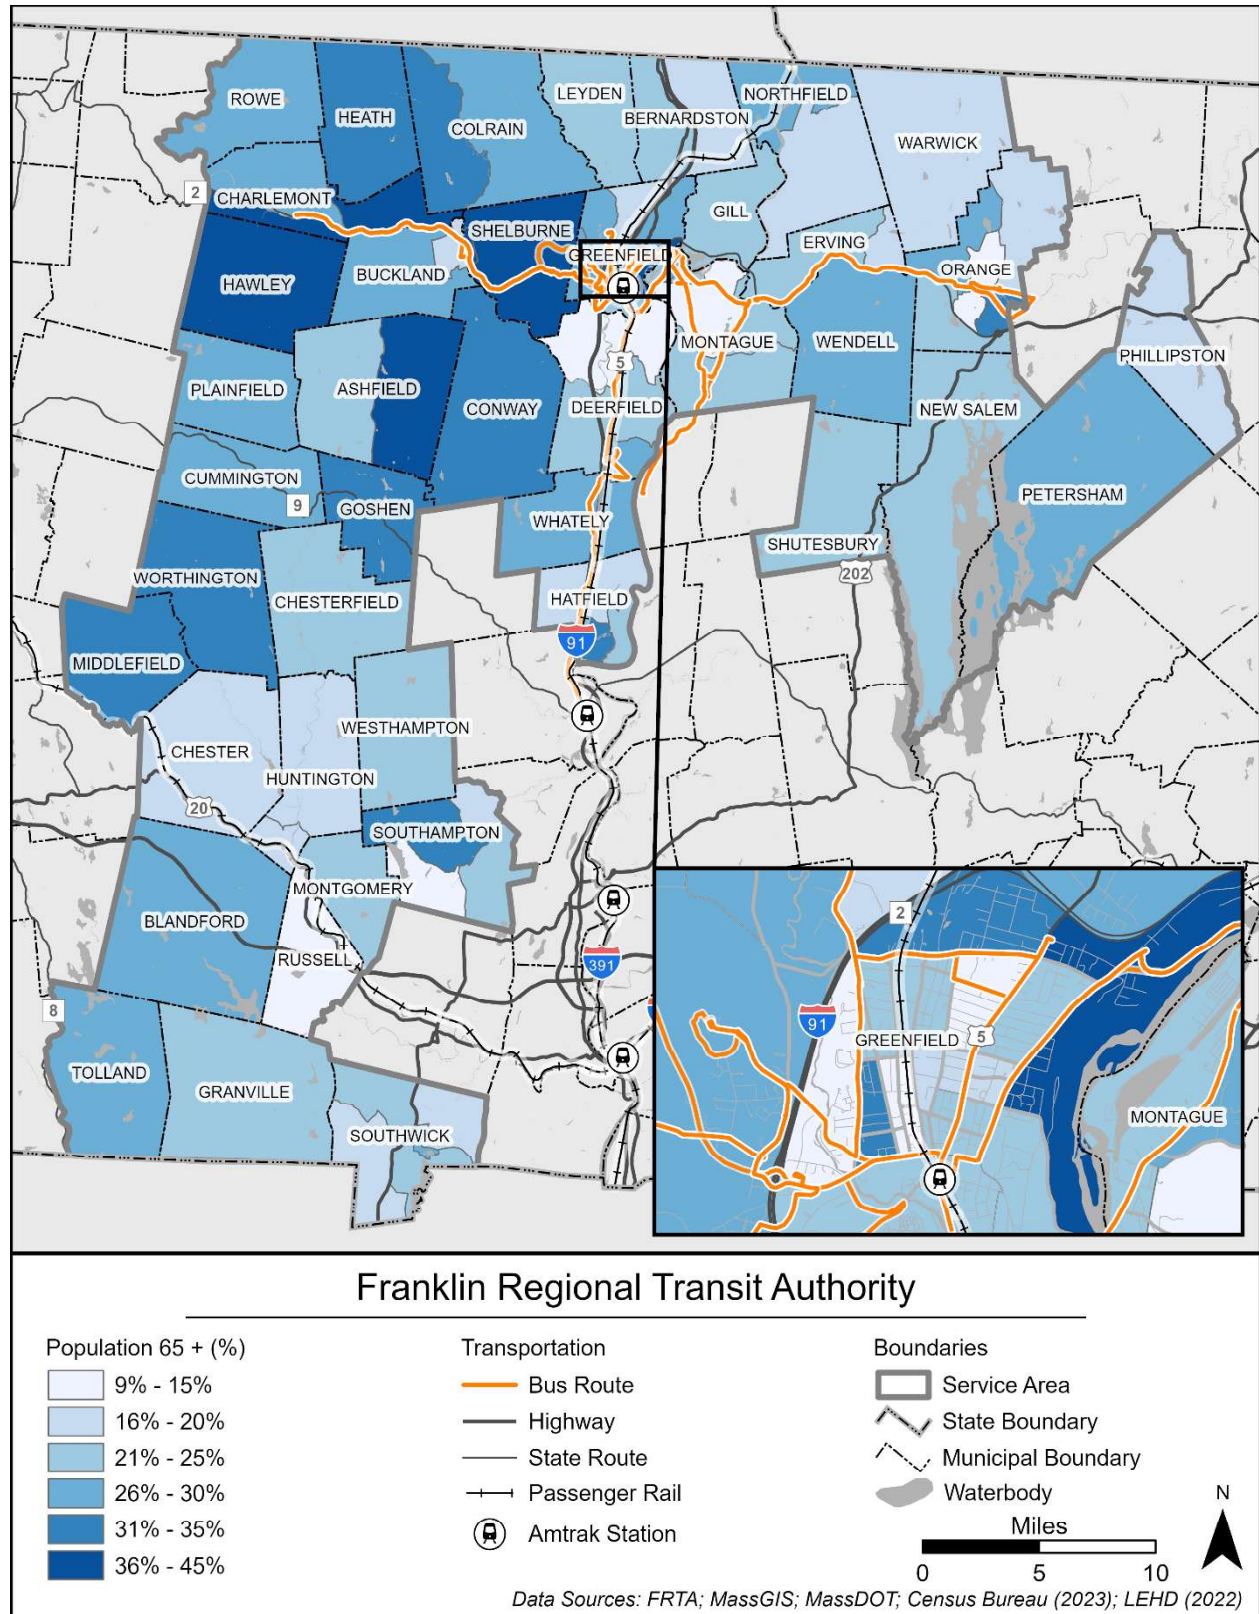 ROWE
HEATH
COLRAIN
LEYDEN
BERNARDSTON
NORTHFIELD
WARWICK
2
CHARLEMONT
SHELBURNE
GREENFIELD
GILL
ERVING
ORANGE
HAWLEY
BUCKLAND
5
MONTAGUE
WENDELL
PHILLIPSTON
PLAINFIELD
ASHFIELD
CONWAY
DEERFIELD
NEW SALEM
CUMMINGTON
9
GOSHEN
WHATELY
PETERSHAM
SHUTESBURY
202
WORTHINGTON
CHESTERFIELD
HATFIELD
91
MIDDLEFIELD
WESTHAMPTON
CHESTER
HUNTINGTON
20
SOUTHAMPTON
MONTGOMERY
BLANDFORD
RUSSELL
391
8
TOLLAND
GRANVILLE
SOUTHWICK
2
91
GREENFIELD
5
MONTAGUE
Franklin Regional Transit Authority
Population 65 + (%)
9% - 15%
16% - 20%
21% - 25%
26% - 30%
31% - 35%
36% - 45%
Transportation
Bus Route
Highway
State Route
Passenger Rail
Amtrak Station
Boundaries
Service Area
State Boundary
Municipal Boundary
Waterbody
Miles
0 5 10
N
Data Sources: FRTA; MassGIS; MassDOT; Census Bureau (2023); LEHD (2022)